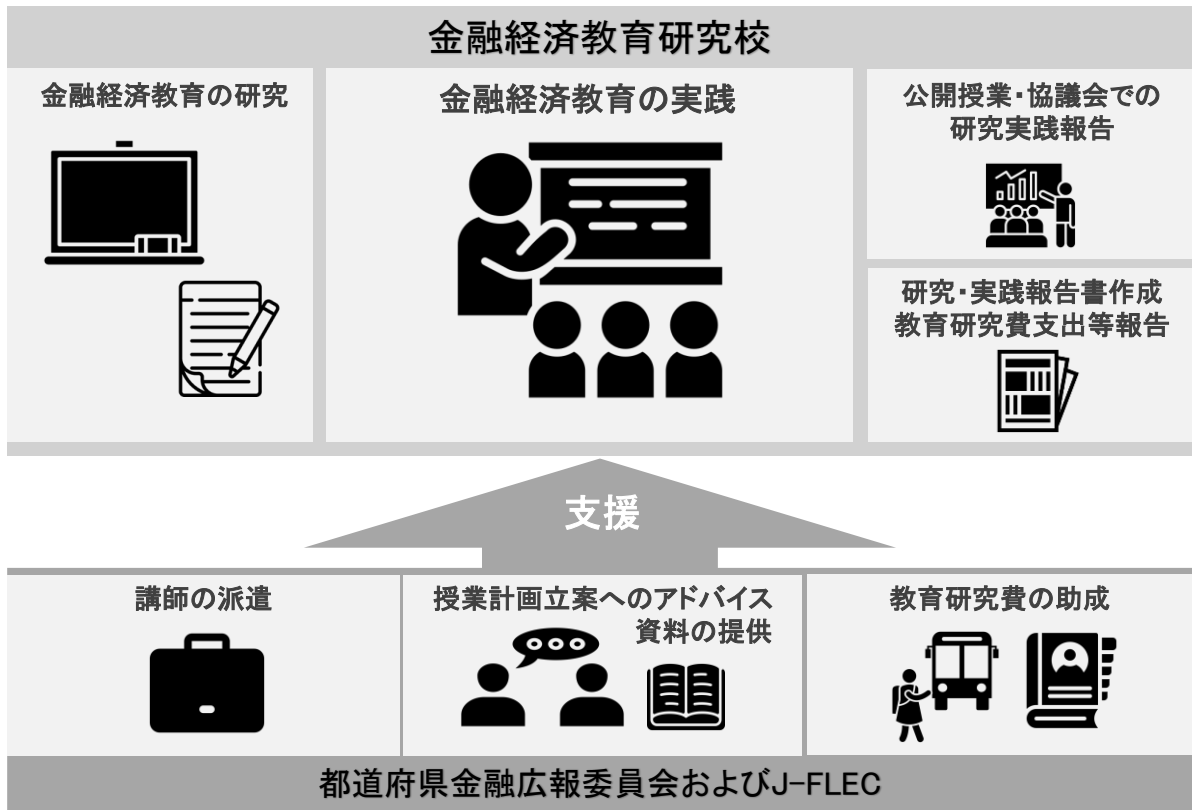 金融経済教育研究校
金融経済教育の研究
金融経済教育の実践
公開授業・協議会での
研究実践報告
研究・実践報告書作成
教育研究費支出等報告
支援
講師の派遣
授業計画立案へのアドバイス
資料の提供
教育研究費の助成
都道府県金融広報委員会およびJ-FLEC